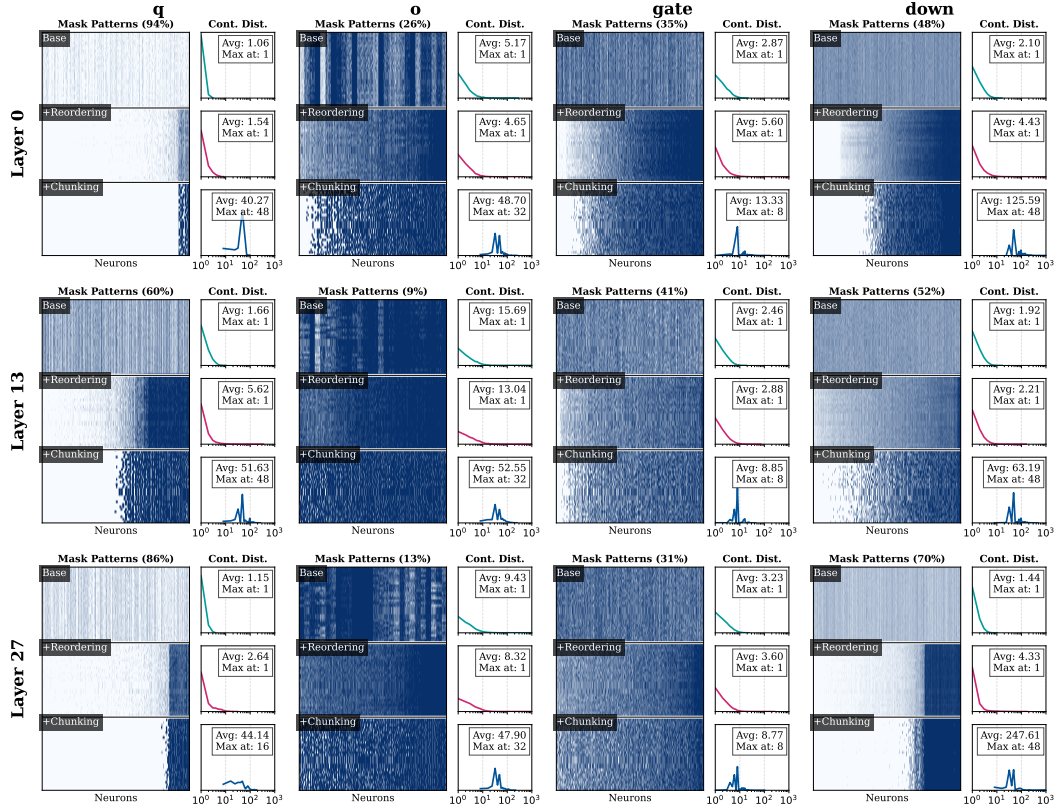 q
o
gate
down
Layer 0
Mask Patterns (94%)
Cont. Dist.
Base
Avg: 1.06
Max at: 1
+Reordering
Avg: 1.54
Max at: 1
+Chunking
Avg: 40.27
Max at: 48
Neurons
10⁰ 10¹ 10² 10³
Mask Patterns (26%)
Cont. Dist.
Base
Avg: 5.17
Max at: 1
+Reordering
Avg: 4.65
Max at: 1
+Chunking
Avg: 48.70
Max at: 32
Neurons
10⁰ 10¹ 10² 10³
Mask Patterns (35%)
Cont. Dist.
Base
Avg: 2.87
Max at: 1
+Reordering
Avg: 5.60
Max at: 1
+Chunking
Avg: 13.33
Max at: 8
Neurons
10⁰ 10¹ 10² 10³
Mask Patterns (48%)
Cont. Dist.
Base
Avg: 2.10
Max at: 1
+Reordering
Avg: 4.43
Max at: 1
+Chunking
Avg: 125.59
Max at: 48
Neurons
10⁰ 10¹ 10² 10³
Layer 13
Mask Patterns (60%)
Cont. Dist.
Base
Avg: 1.66
Max at: 1
+Reordering
Avg: 5.62
Max at: 1
+Chunking
Avg: 51.63
Max at: 48
Neurons
10⁰ 10¹ 10² 10³
Mask Patterns (9%)
Cont. Dist.
Base
Avg: 15.69
Max at: 1
+Reordering
Avg: 13.04
Max at: 1
+Chunking
Avg: 52.55
Max at: 32
Neurons
10⁰ 10¹ 10² 10³
Mask Patterns (41%)
Cont. Dist.
Base
Avg: 2.46
Max at: 1
+Reordering
Avg: 2.88
Max at: 1
+Chunking
Avg: 8.85
Max at: 8
Neurons
10⁰ 10¹ 10² 10³
Mask Patterns (52%)
Cont. Dist.
Base
Avg: 1.92
Max at: 1
+Reordering
Avg: 2.21
Max at: 1
+Chunking
Avg: 63.19
Max at: 48
Neurons
10⁰ 10¹ 10² 10³
Layer 27
Mask Patterns (86%)
Cont. Dist.
Base
Avg: 1.15
Max at: 1
+Reordering
Avg: 2.64
Max at: 1
+Chunking
Avg: 44.14
Max at: 16
Neurons
10⁰ 10¹ 10² 10³
Mask Patterns (13%)
Cont. Dist.
Base
Avg: 9.43
Max at: 1
+Reordering
Avg: 8.32
Max at: 1
+Chunking
Avg: 47.90
Max at: 32
Neurons
10⁰ 10¹ 10² 10³
Mask Patterns (31%)
Cont. Dist.
Base
Avg: 3.23
Max at: 1
+Reordering
Avg: 3.60
Max at: 1
+Chunking
Avg: 8.77
Max at: 8
Neurons
10⁰ 10¹ 10² 10³
Mask Patterns (70%)
Cont. Dist.
Base
Avg: 1.44
Max at: 1
+Reordering
Avg: 4.33
Max at: 1
+Chunking
Avg: 247.61
Max at: 48
Neurons
10⁰ 10¹ 10²